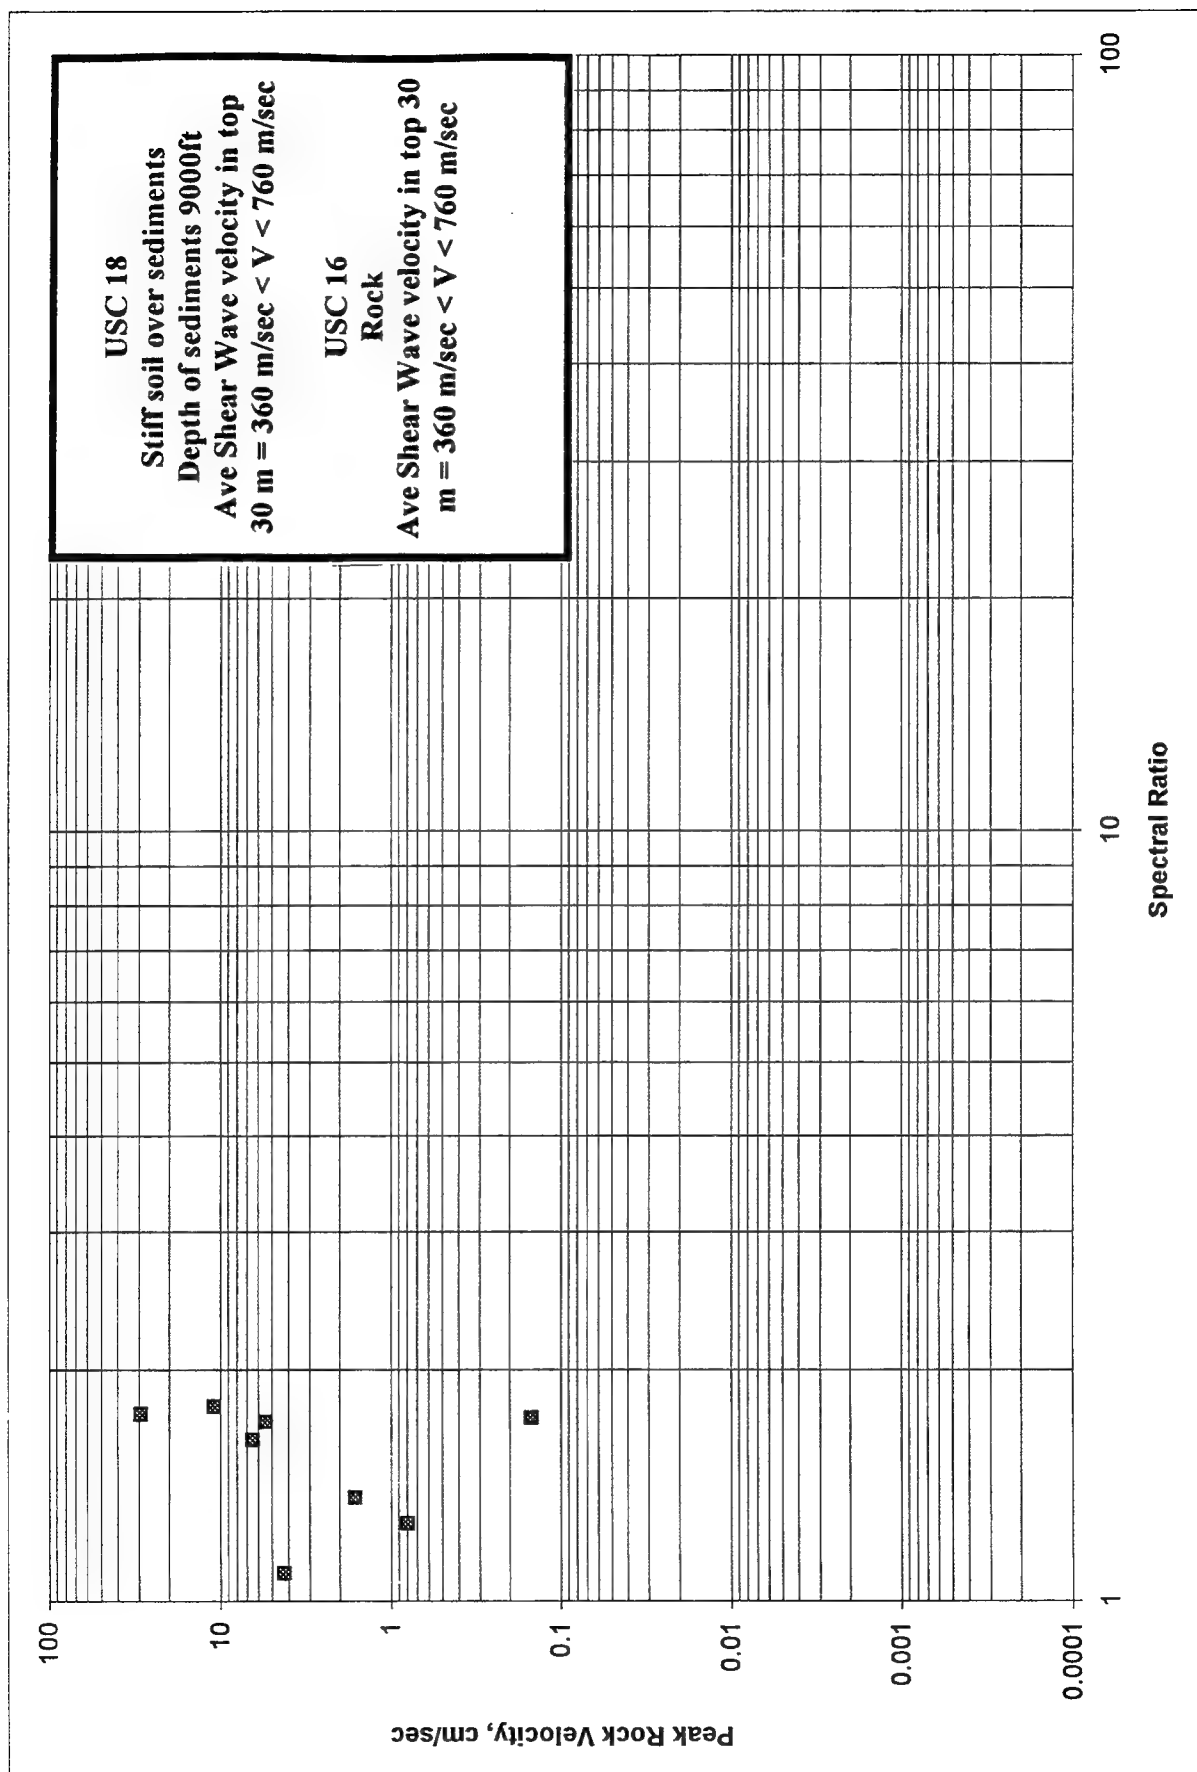 USC 18
Stiff soil over sediments
Depth of sediments 9000ft
Ave Shear Wave velocity in top
30 m = 360 m/sec < V < 760 m/sec
USC 16
Rock
Ave Shear Wave velocity in top 30
m = 360 m/sec < V < 760 m/sec
Peak Rock Velocity, cm/sec
100
10
1
0.1
0.01
0.001
0.0001
1
10
100
Spectral Ratio